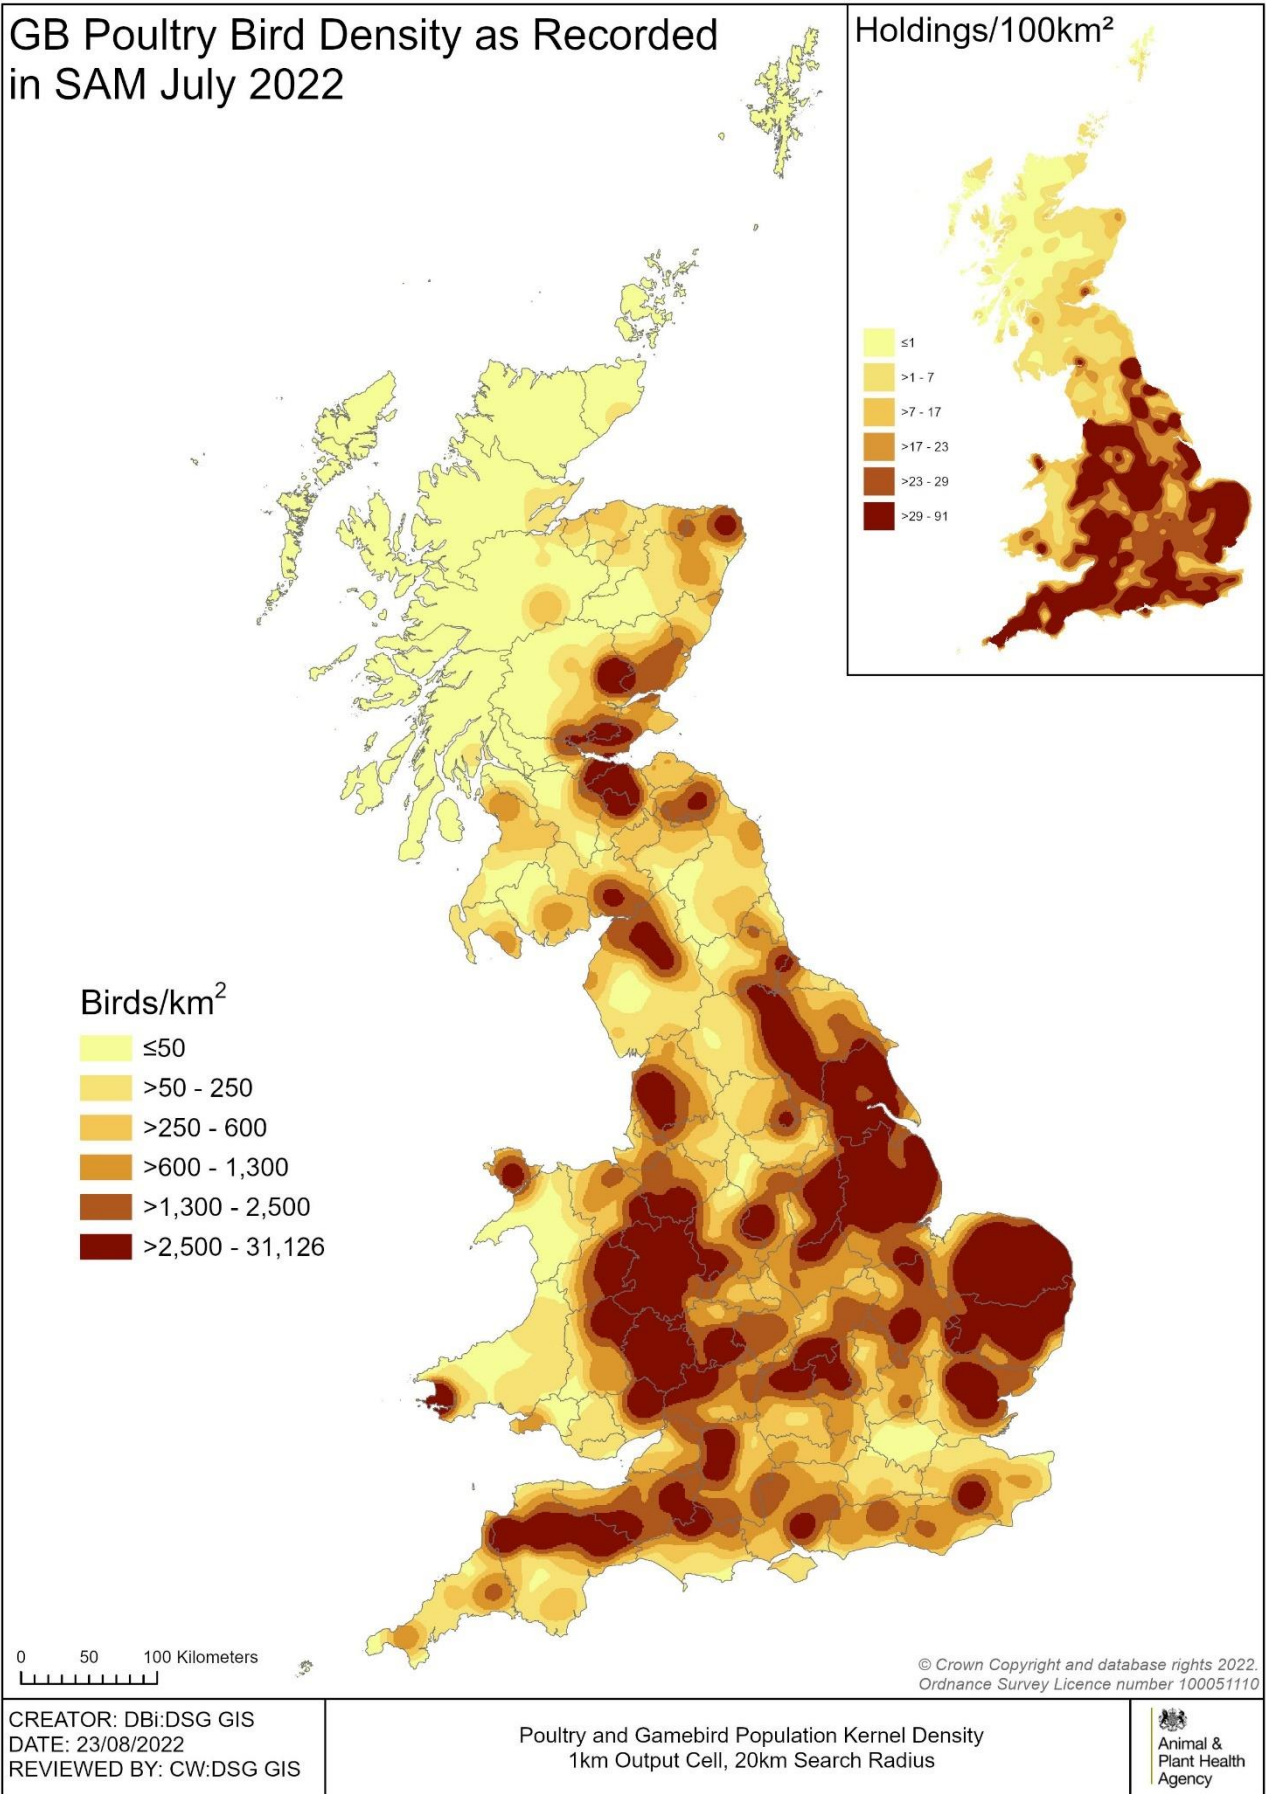 GB Poultry Bird Density as Recorded
in SAM July 2022
Holdings/100km²
≤1
>1 - 7
>7 - 17
>17 - 23
>23 - 29
>29 - 91
Birds/km²
≤50
>50 - 250
>250 - 600
>600 - 1,300
>1,300 - 2,500
>2,500 - 31,126
0 50 100 Kilometers
© Crown Copyright and database rights 2022.
Ordnance Survey Licence number 100051110
CREATOR: DBi:DSG GIS
DATE: 23/08/2022
REVIEWED BY: CW:DSG GIS
Poultry and Gamebird Population Kernel Density
1km Output Cell, 20km Search Radius
Animal &
Plant Health
Agency